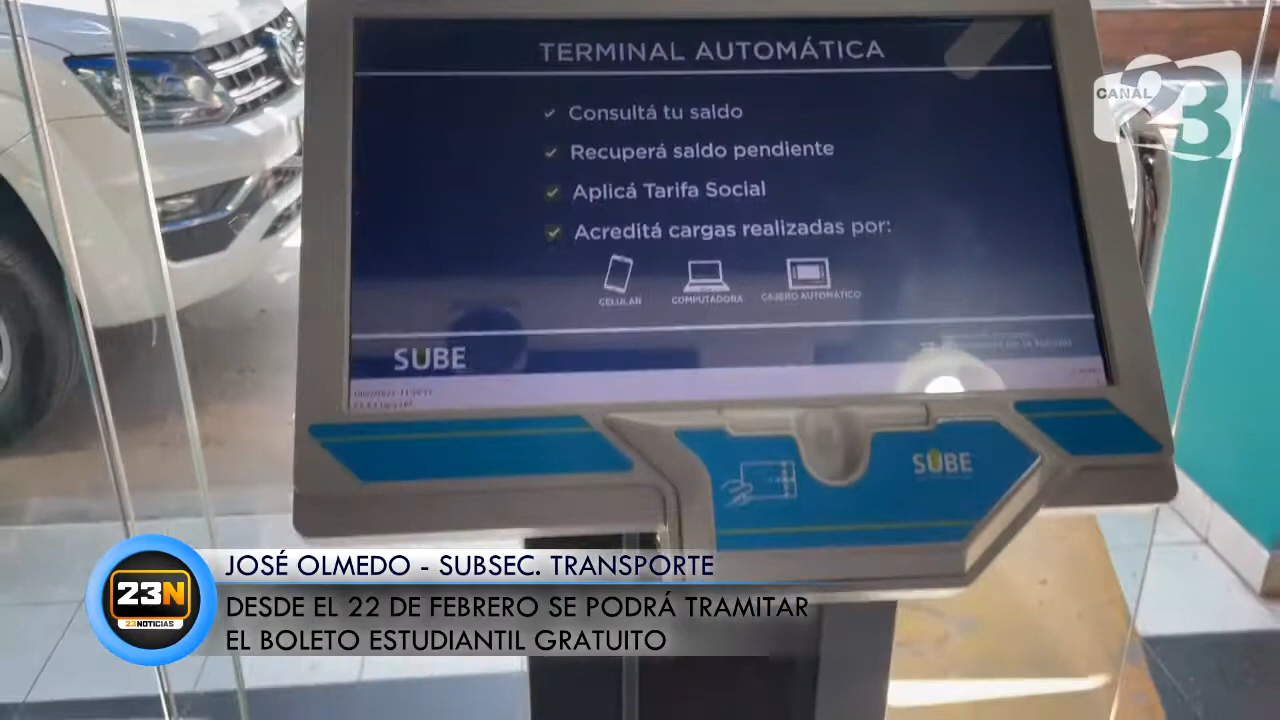 TERMINAL AUTOMÁTICA
CANAL 23
Consultá tu saldo
Recuperá saldo pendiente
Aplicá Tarifa Social
Acreditá cargas realizadas por:
CELULAR COMPUTADORA CAJERO AUTOMÁTICO
SUBE
SUBE
JOSÉ OLMEDO - SUBSEC. TRANSPORTE
23N
23NOTICIAS
DESDE EL 22 DE FEBRERO SE PODRÁ TRAMITAR
EL BOLETO ESTUDIANTIL GRATUITO